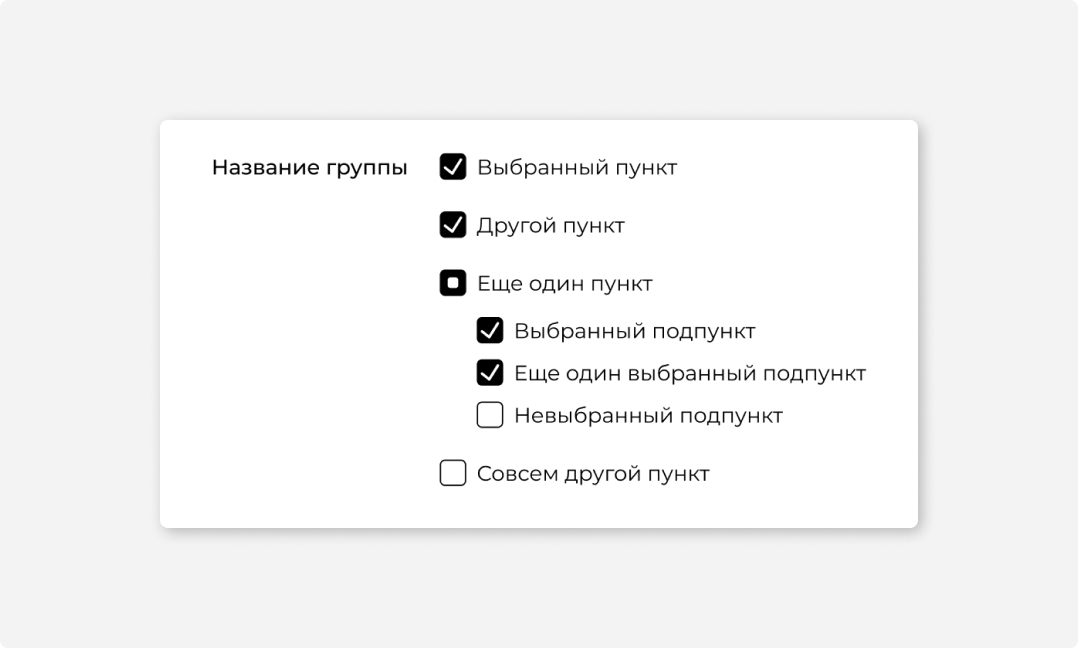 Название группы
Выбранный пункт
Другой пункт
Еще один пункт
Выбранный подпункт
Еще один выбранный подпункт
Невыбранный подпункт
Совсем другой пункт